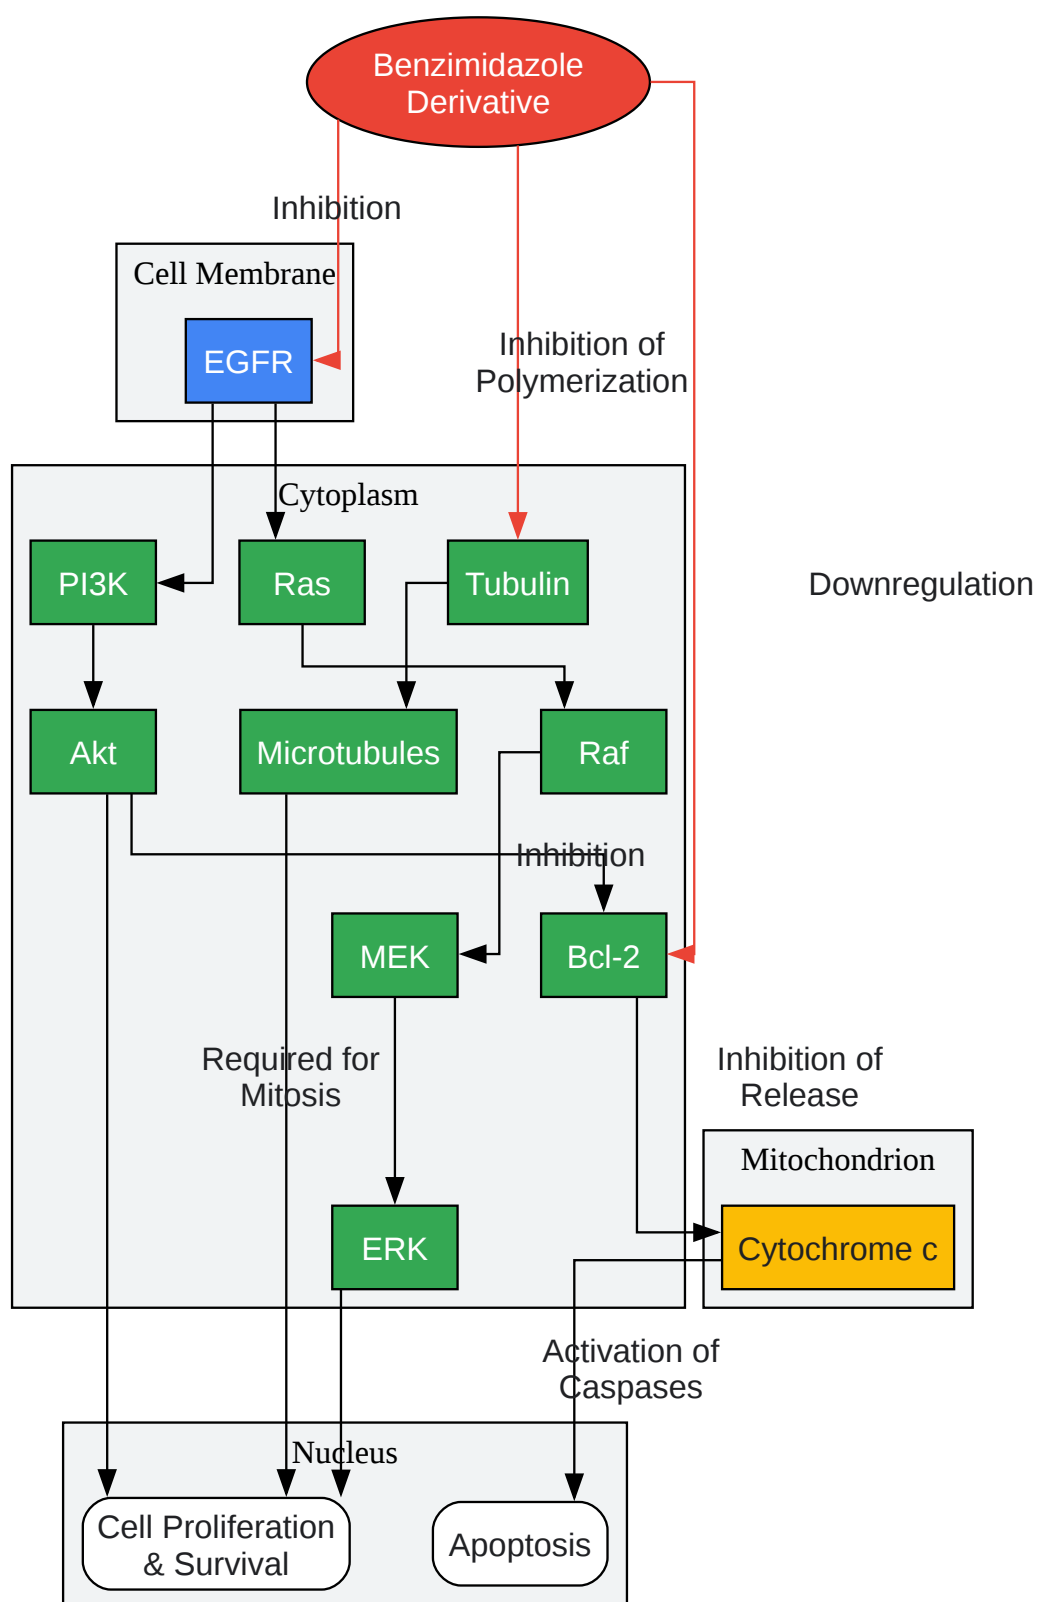 Benzimidazole
Derivative
Inhibition
Cell Membrane
EGFR
Inhibition of
Polymerization
Cytoplasm
PI3K
Ras
Tubulin
Downregulation
Akt
Microtubules
Raf
Inhibition
MEK
Bcl-2
Required for
Mitosis
Inhibition of
Release
Mitochondrion
ERK
Cytochrome c
Activation of
Caspases
Nucleus
Cell Proliferation
& Survival
Apoptosis